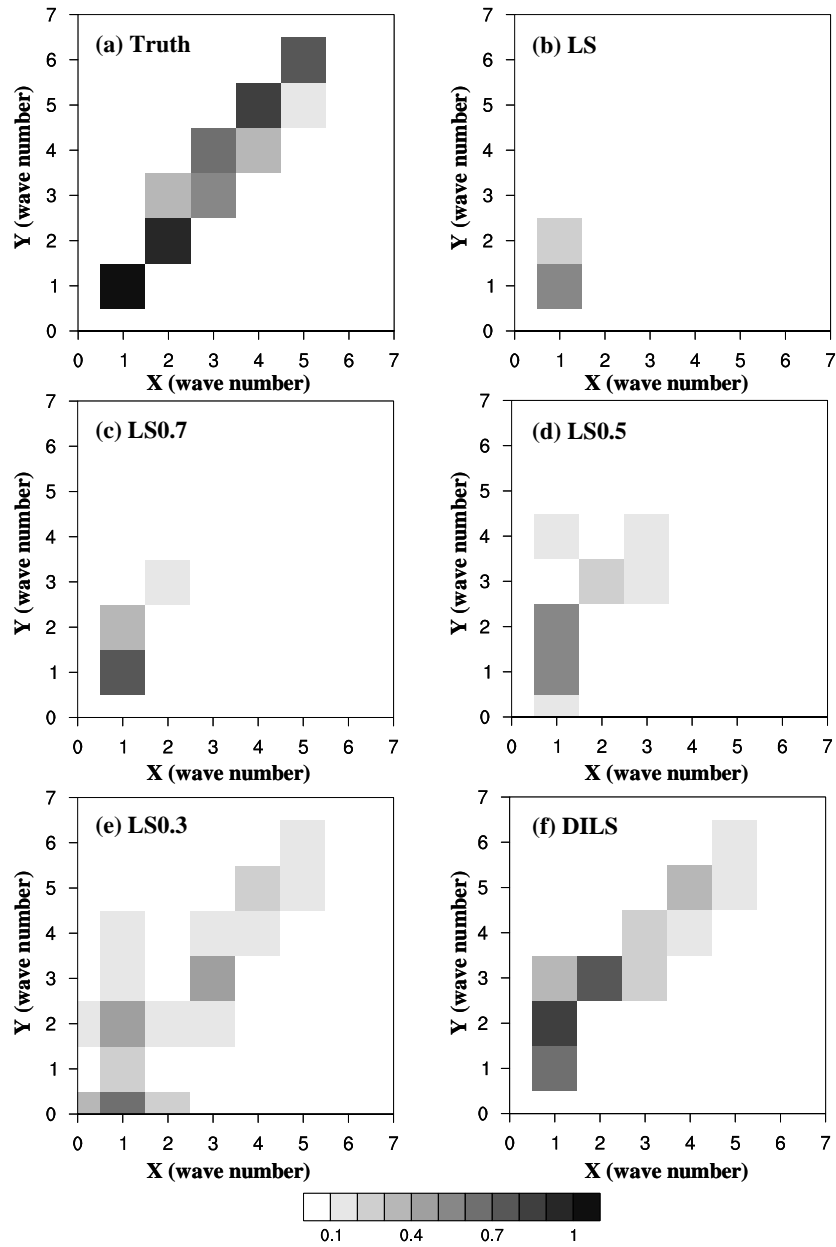 (a) Truth
7
6
5
4
3
2
1
0
Y (wave number)
0 1 2 3 4 5 6 7
X (wave number)
(b) LS
7
6
5
4
3
2
1
0
Y (wave number)
0 1 2 3 4 5 6 7
X (wave number)
(c) LS0.7
7
6
5
4
3
2
1
0
Y (wave number)
0 1 2 3 4 5 6 7
X (wave number)
(d) LS0.5
7
6
5
4
3
2
1
0
Y (wave number)
0 1 2 3 4 5 6 7
X (wave number)
(e) LS0.3
7
6
5
4
3
2
1
0
Y (wave number)
0 1 2 3 4 5 6 7
X (wave number)
(f) DILS
7
6
5
4
3
2
1
0
Y (wave number)
0 1 2 3 4 5 6 7
X (wave number)
0.1 0.4 0.7 1